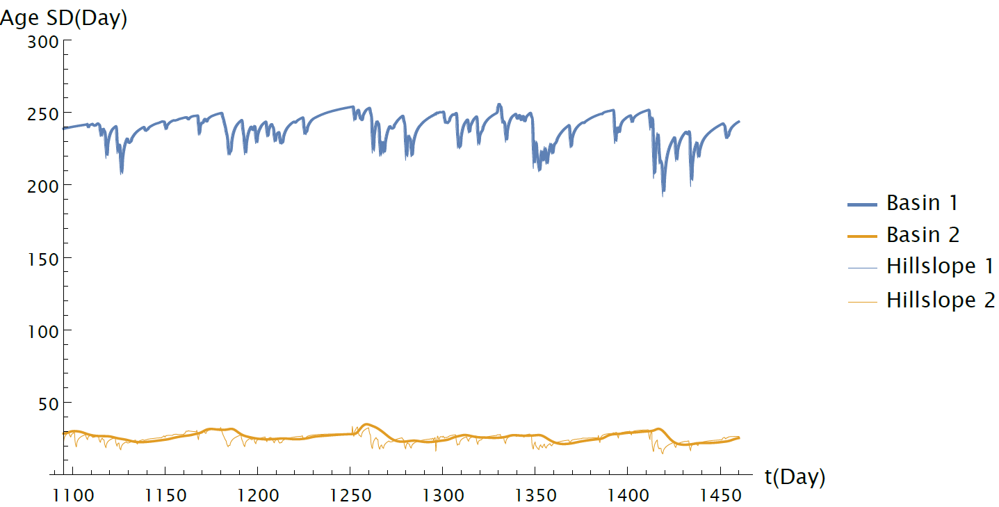 Age SD(Day)
300
250
200
150
100
50
1100 1150 1200 1250 1300 1350 1400 1450
t(Day)
Basin 1
Basin 2
Hillslope 1
Hillslope 2